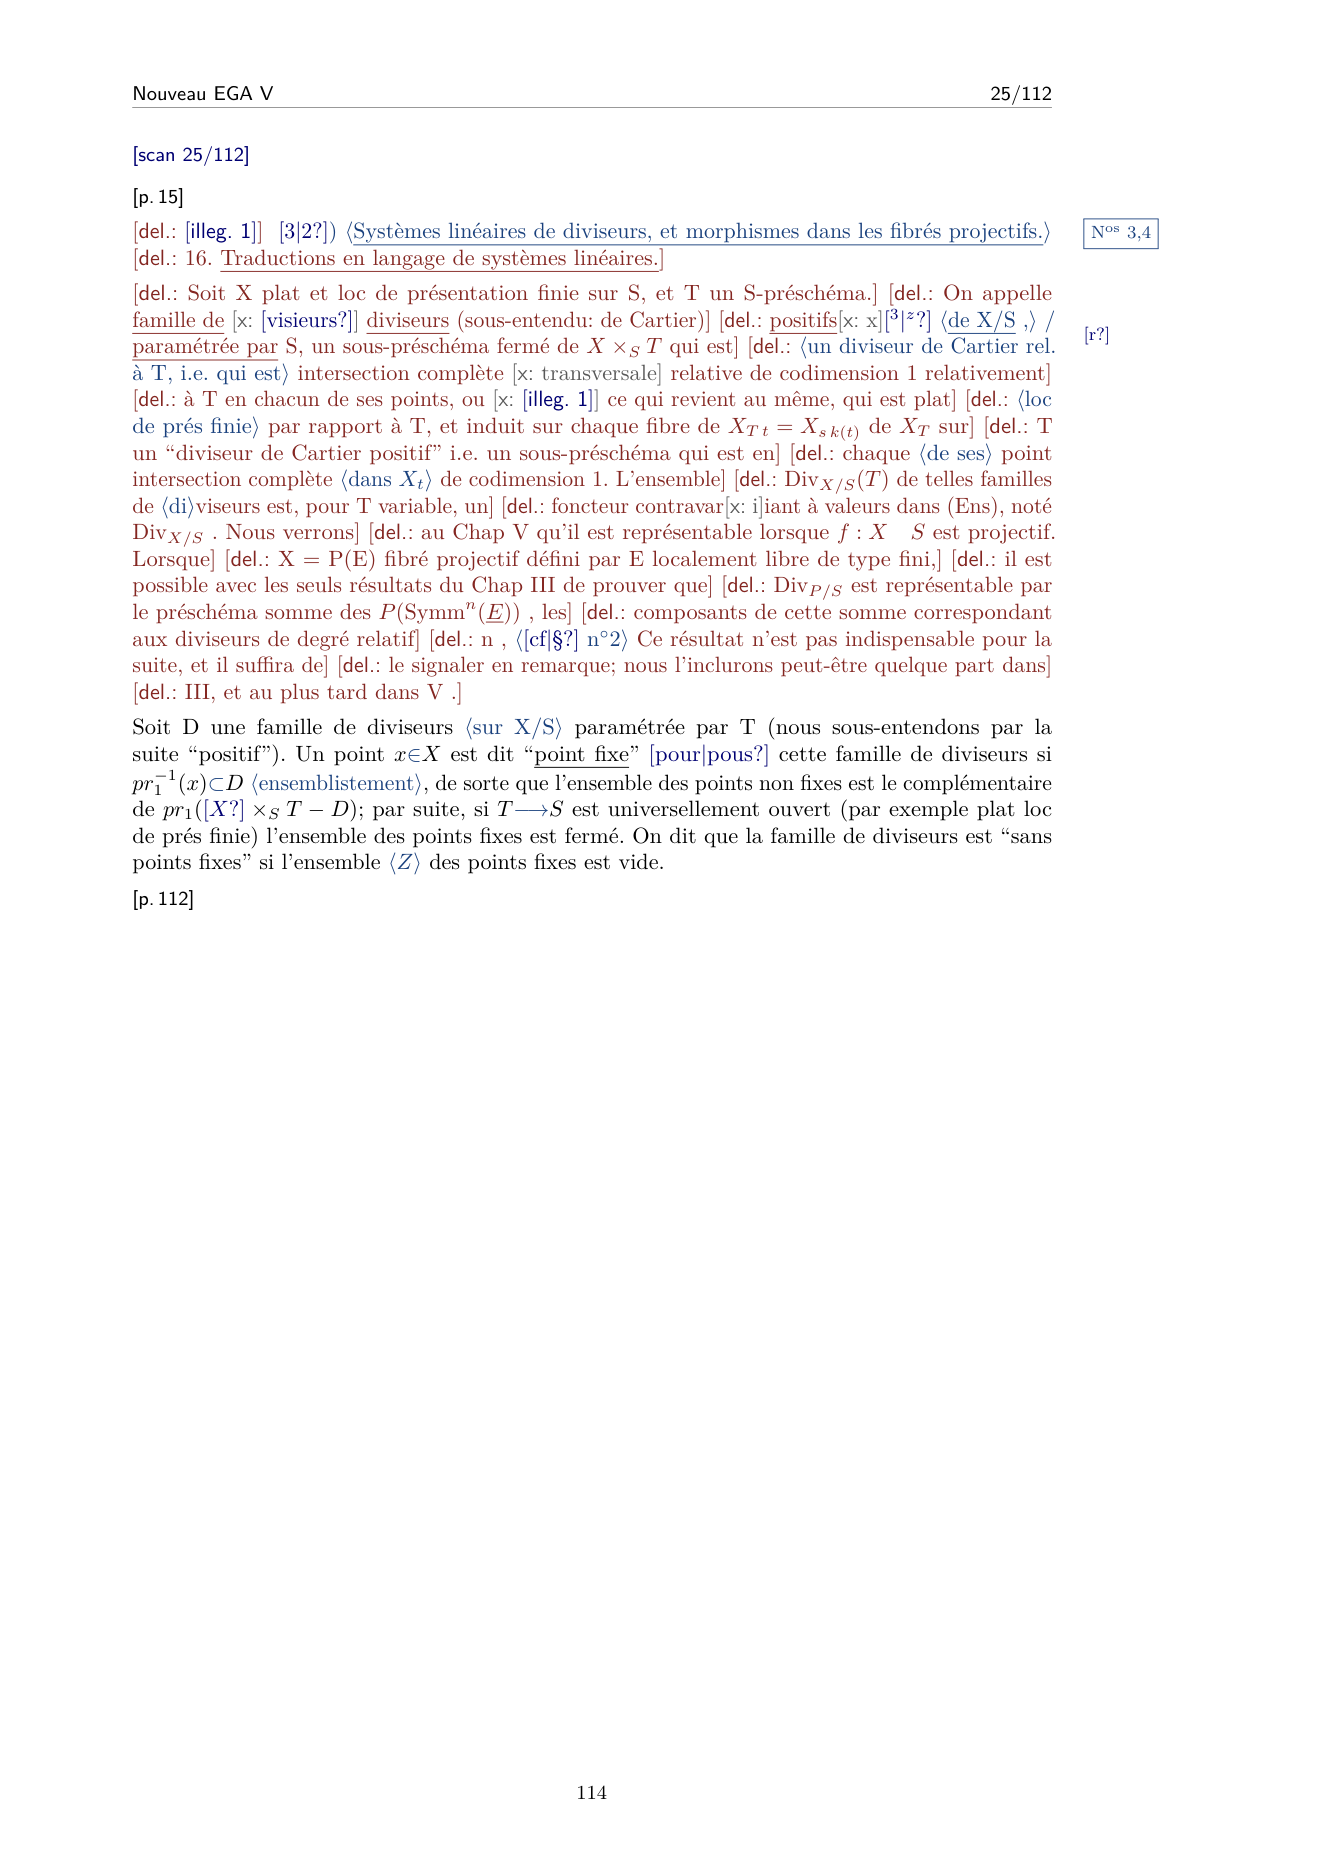 Nouveau EGA V 25/112
[scan 25/112]
[p. 15]
[del.: [illeg. 1]] [3|2?]) ⟨Systèmes linéaires de diviseurs, et morphismes dans les fibrés projectifs.⟩ Nos 3,4
[del.: 16. Traductions en langage de systèmes linéaires.]
[del.: Soit X plat et loc de présentation finie sur S, et T un S-préschéma.] [del.: On appelle
famille de [x: [visieurs?]] diviseurs (sous-entendu: de Cartier)] [del.: positifs[x: x][³|ᶻ?] ⟨de X/S ,⟩ /
[r?]
paramétrée par S, un sous-préschéma fermé de X ×_S T qui est] [del.: ⟨un diviseur de Cartier rel.
à T, i.e. qui est⟩ intersection complète [x: transversale] relative de codimension 1 relativement]
[del.: à T en chacun de ses points, ou [x: [illeg. 1]] ce qui revient au même, qui est plat] [del.: ⟨loc
de prés finie⟩ par rapport à T, et induit sur chaque fibre de X_{T t} = X_{s k(t)} de X_T sur] [del.: T
un “diviseur de Cartier positif” i.e. un sous-préschéma qui est en] [del.: chaque ⟨de ses⟩ point
intersection complète ⟨dans X_t⟩ de codimension 1. L'ensemble] [del.: Div_{X/S}(T) de telles familles
de ⟨di⟩viseurs est, pour T variable, un] [del.: foncteur contravar[x: i]iant à valeurs dans (Ens), noté
Div_{X/S} . Nous verrons] [del.: au Chap V qu'il est représentable lorsque f : X S est projectif.
Lorsque] [del.: X = P(E) fibré projectif défini par E localement libre de type fini,] [del.: il est
possible avec les seuls résultats du Chap III de prouver que] [del.: Div_{P/S} est représentable par
le préschéma somme des P(Symm^n(E)) , les] [del.: composants de cette somme correspondant
aux diviseurs de degré relatif] [del.: n , ⟨[cf|§?] n°2⟩ Ce résultat n'est pas indispensable pour la
suite, et il suffira de] [del.: le signaler en remarque; nous l'inclurons peut-être quelque part dans]
[del.: III, et au plus tard dans V .]
Soit D une famille de diviseurs ⟨sur X/S⟩ paramétrée par T (nous sous-entendons par la
suite “positif”). Un point x∈X est dit “point fixe” [pour|pous?] cette famille de diviseurs si
pr_1^{−1}(x)⊂D ⟨ensemblistement⟩, de sorte que l'ensemble des points non fixes est le complémentaire
de pr_1([X?] ×_S T − D); par suite, si T⟶S est universellement ouvert (par exemple plat loc
de prés finie) l'ensemble des points fixes est fermé. On dit que la famille de diviseurs est “sans
points fixes” si l'ensemble ⟨Z⟩ des points fixes est vide.
[p. 112]
114